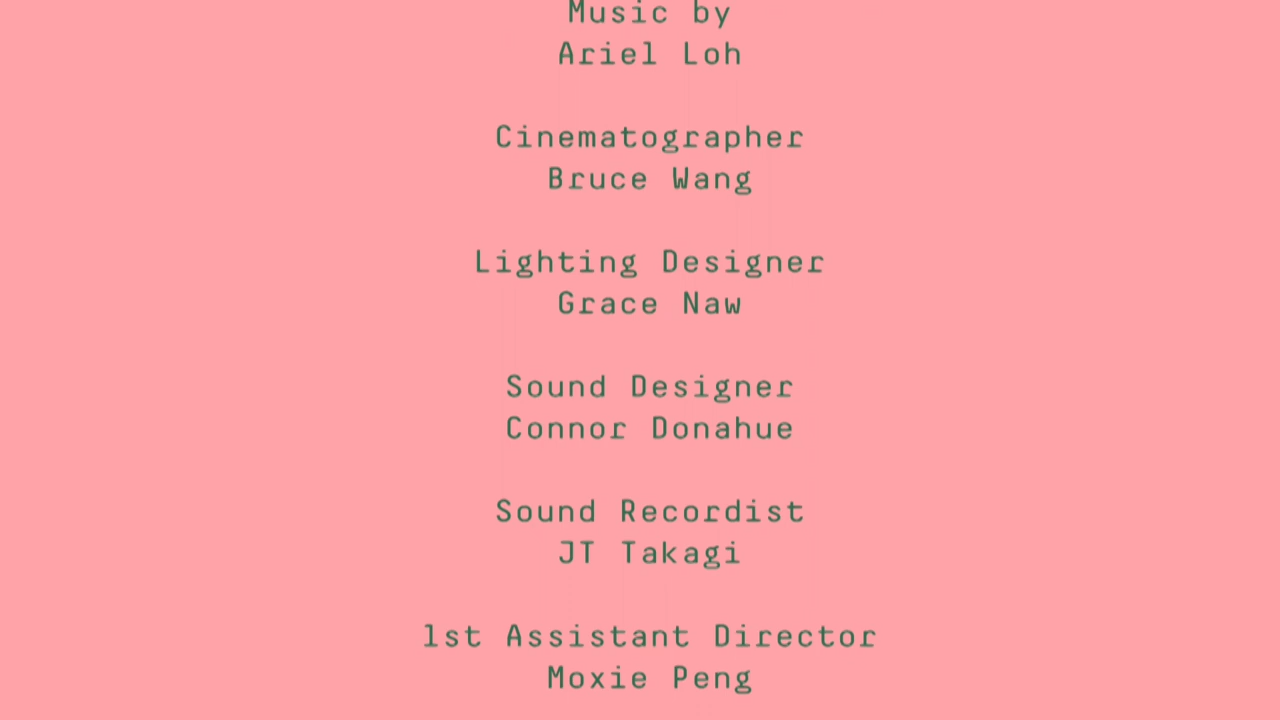 Music by
Ariel Loh
Cinematographer
Bruce Wang
Lighting Designer
Grace Naw
Sound Designer
Connor Donahue
Sound Recordist
JT Takagi
1st Assistant Director
Moxie Peng